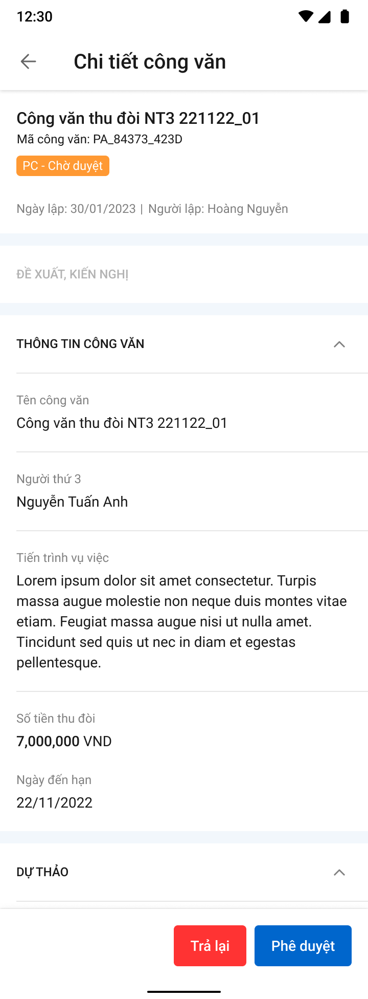 12:30
Chi tiết công văn
Công văn thu đòi NT3 221122_01
Mã công văn: PA_84373_423D
PC - Chờ duyệt
Ngày lập: 30/01/2023 | Người lập: Hoàng Nguyễn
ĐỀ XUẤT, KIẾN NGHỊ
THÔNG TIN CÔNG VĂN
Tên công văn
Công văn thu đòi NT3 221122_01
Người thứ 3
Nguyễn Tuấn Anh
Tiến trình vụ việc
Lorem ipsum dolor sit amet consectetur. Turpis
massa augue molestie non neque duis montes vitae
etiam. Feugiat massa augue nisi ut nulla amet.
Tincidunt sed quis ut nec in diam et egestas
pellentesque.
Số tiền thu đòi
7,000,000 VND
Ngày đến hạn
22/11/2022
DỰ THẢO
Trả lại
Phê duyệt